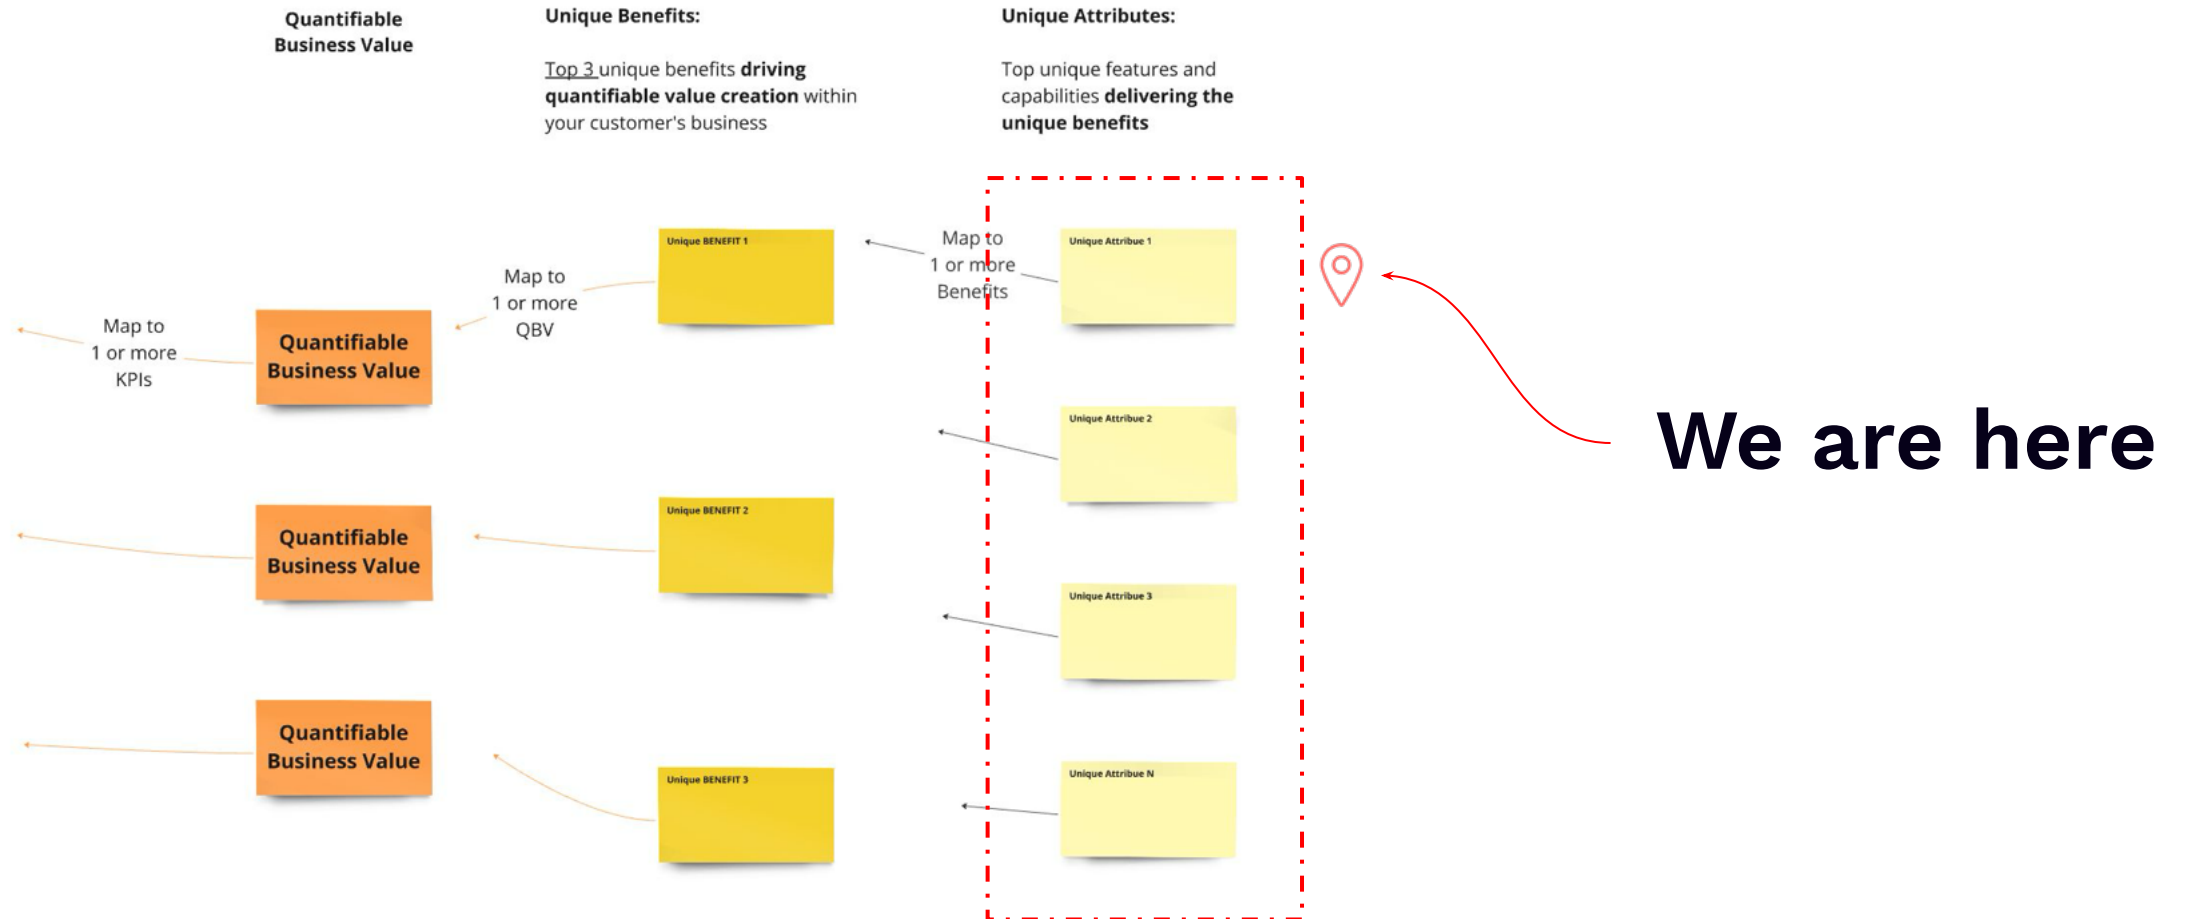 Quantifiable
Business Value
Unique Benefits:
Top 3 unique benefits driving
quantifiable value creation within
your customer's business
Unique Attributes:
Top unique features and
capabilities delivering the
unique benefits
Map to
1 or more
KPIs
Quantifiable
Business Value
Map to
1 or more
QBV
Unique BENEFIT 1
Map to
1 or more
Benefits
Unique Attribue 1
We are here
Unique Attribue 2
Quantifiable
Business Value
Unique BENEFIT 2
Unique Attribue 3
Quantifiable
Business Value
Unique BENEFIT 3
Unique Attribue N